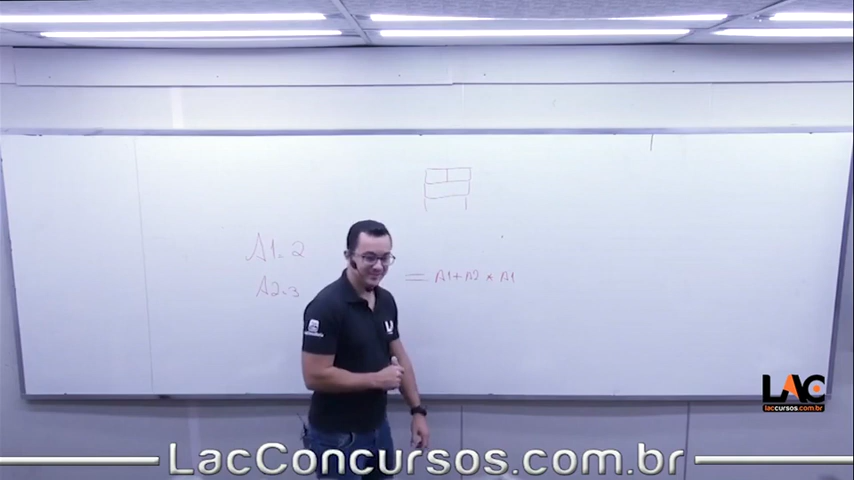 A1=2
A2=3
=A1+A2*A1
LAC
laccursos.com.br
LacConcursos.com.br